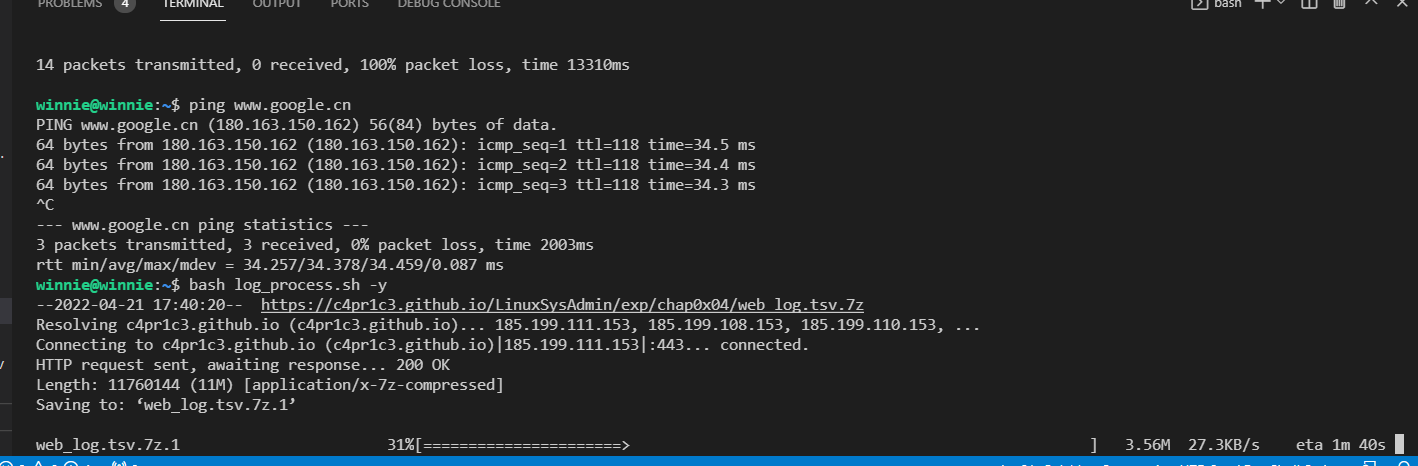 PROBLEMS 4 TERMINAL OUTPUT PORTS DEBUG CONSOLE bash
14 packets transmitted, 0 received, 100% packet loss, time 13310ms
winnie@winnie:~$ ping www.google.cn
PING www.google.cn (180.163.150.162) 56(84) bytes of data.
64 bytes from 180.163.150.162 (180.163.150.162): icmp_seq=1 ttl=118 time=34.5 ms
64 bytes from 180.163.150.162 (180.163.150.162): icmp_seq=2 ttl=118 time=34.4 ms
64 bytes from 180.163.150.162 (180.163.150.162): icmp_seq=3 ttl=118 time=34.3 ms
^C
--- www.google.cn ping statistics ---
3 packets transmitted, 3 received, 0% packet loss, time 2003ms
rtt min/avg/max/mdev = 34.257/34.378/34.459/0.087 ms
winnie@winnie:~$ bash log_process.sh -y
--2022-04-21 17:40:20--  https://c4pr1c3.github.io/LinuxSysAdmin/exp/chap0x04/web_log.tsv.7z
Resolving c4pr1c3.github.io (c4pr1c3.github.io)... 185.199.111.153, 185.199.108.153, 185.199.110.153, ...
Connecting to c4pr1c3.github.io (c4pr1c3.github.io)|185.199.111.153|:443... connected.
HTTP request sent, awaiting response... 200 OK
Length: 11760144 (11M) [application/x-7z-compressed]
Saving to: ‘web_log.tsv.7z.1’
web_log.tsv.7z.1 31%[======================> ] 3.56M 27.3KB/s eta 1m 40s